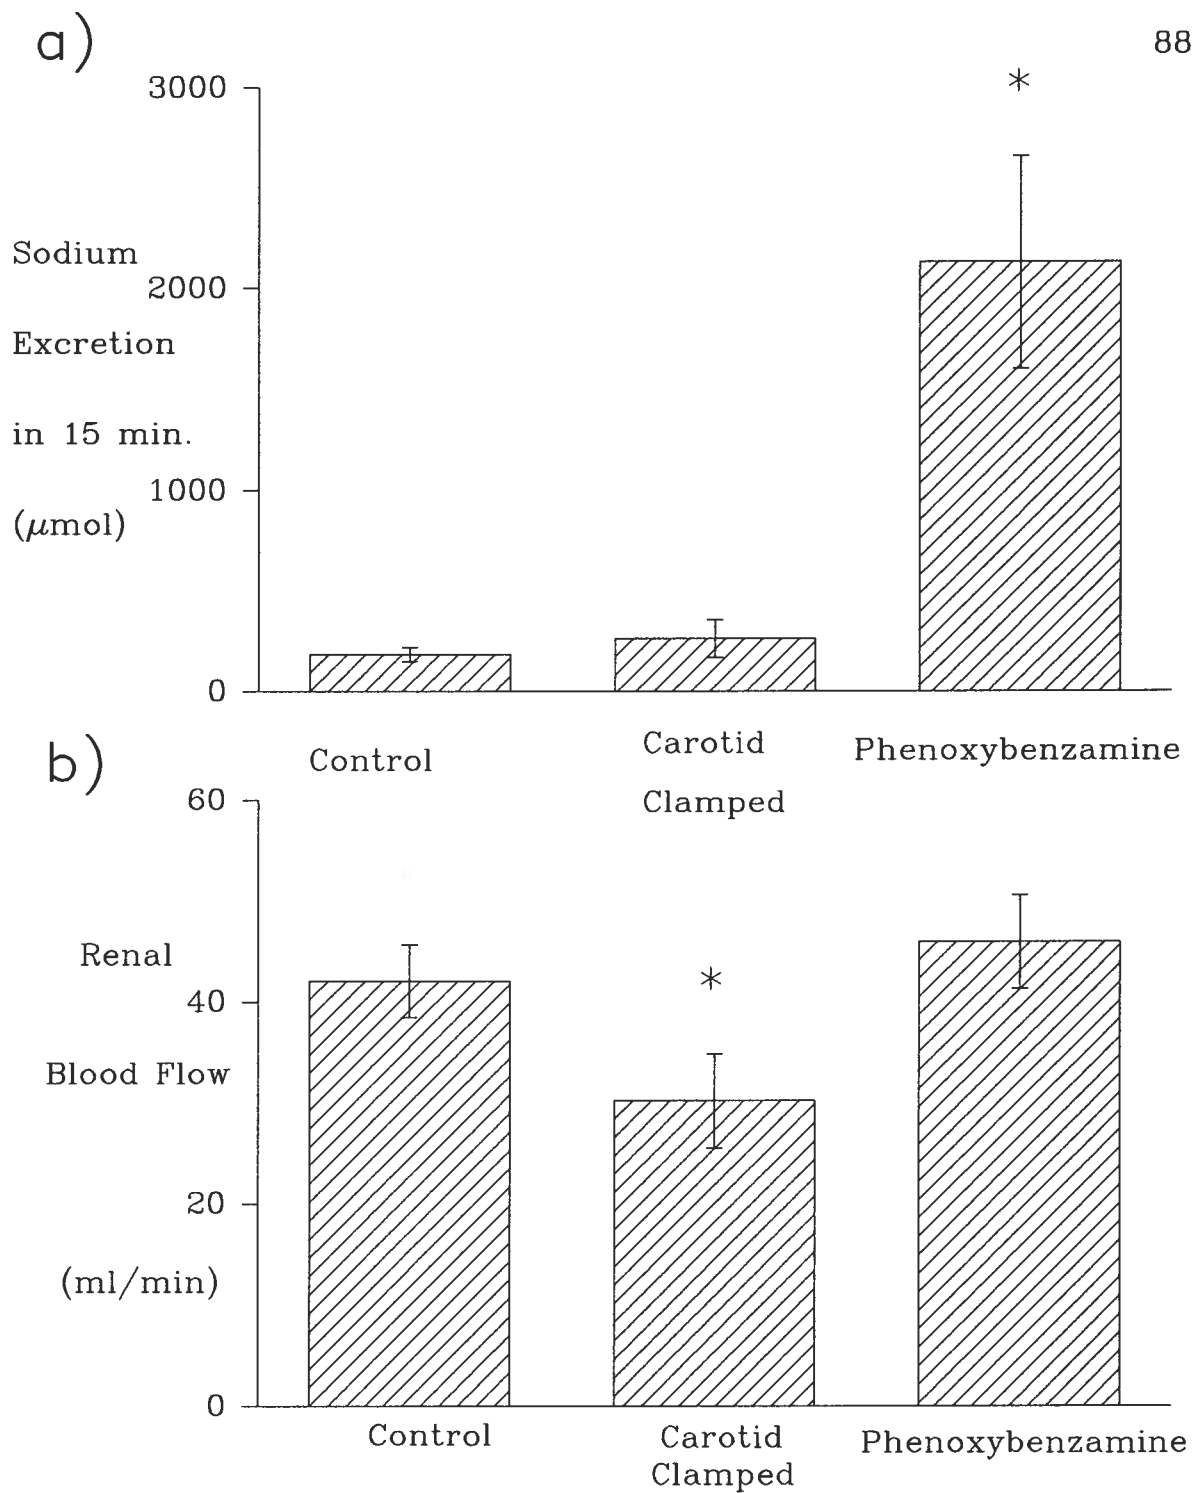 a)
88
3000
*
Sodium
2000
Excretion
in 15 min.
1000
(μmol)
0
Control
Carotid
Clamped
Phenoxybenzamine
b)
60
Renal
*
40
Blood Flow
20
(ml/min)
0
Control
Carotid
Clamped
Phenoxybenzamine